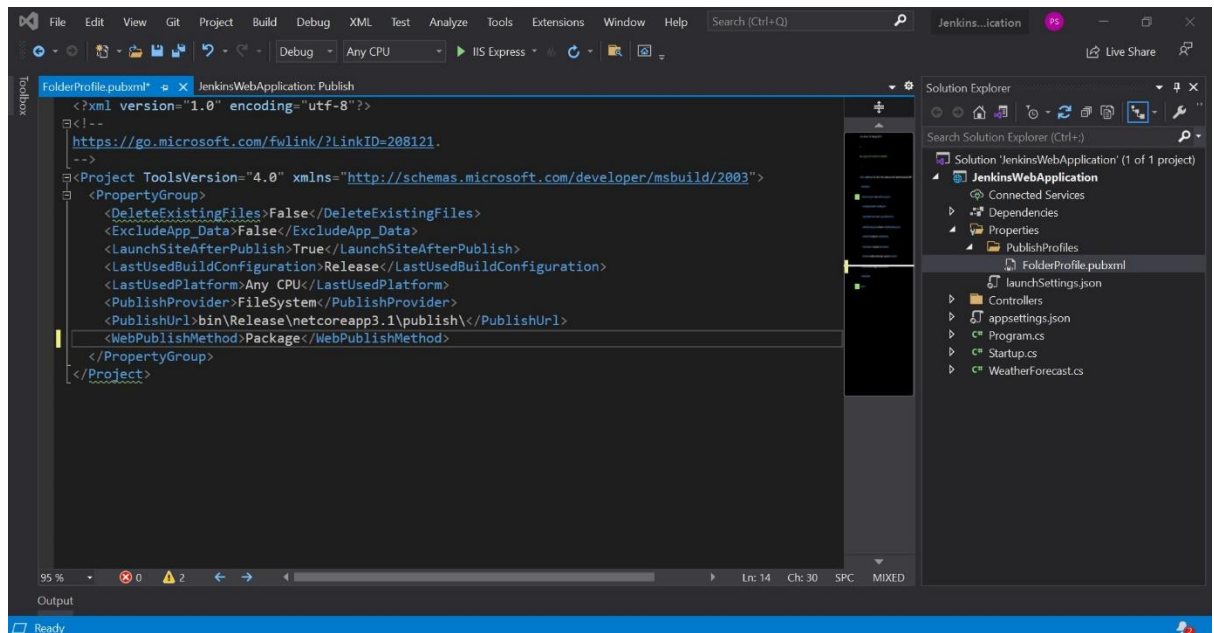 File Edit View Git Project Build Debug XML Test Analyze Tools Extensions Window Help Search (Ctrl+Q) Jenkins...ication PS
Debug Any CPU IIS Express Live Share
Toolbox
FolderProfile.pubxml* JenkinsWebApplication: Publish
<?xml version="1.0" encoding="utf-8"?>
<!--
https://go.microsoft.com/fwlink/?LinkID=208121.
-->
<Project ToolsVersion="4.0" xmlns="http://schemas.microsoft.com/developer/msbuild/2003">
<PropertyGroup>
<DeleteExistingFiles>False</DeleteExistingFiles>
<ExcludeApp_Data>False</ExcludeApp_Data>
<LaunchSiteAfterPublish>True</LaunchSiteAfterPublish>
<LastUsedBuildConfiguration>Release</LastUsedBuildConfiguration>
<LastUsedPlatform>Any CPU</LastUsedPlatform>
<PublishProvider>FileSystem</PublishProvider>
<PublishUrl>bin\Release\netcoreapp3.1\publish\</PublishUrl>
<WebPublishMethod>Package</WebPublishMethod>
</PropertyGroup>
</Project>
95 % 0 2 Ln: 14 Ch: 30 SPC MIXED
Output
Ready
Solution Explorer
Search Solution Explorer (Ctrl+;)
Solution 'JenkinsWebApplication' (1 of 1 project)
JenkinsWebApplication
Connected Services
Dependencies
Properties
PublishProfiles
FolderProfile.pubxml
launchSettings.json
Controllers
appsettings.json
C# Program.cs
C# Startup.cs
C# WeatherForecast.cs